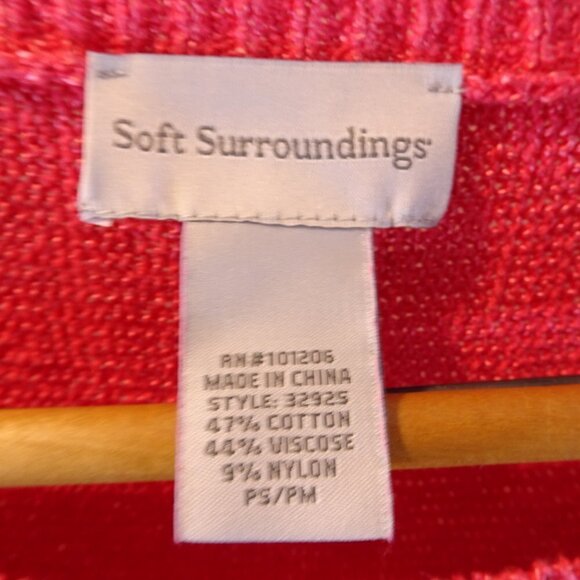 Soft Surroundings
RN#101206
MADE IN CHINA
STYLE: 32925
47% COTTON
44% VISCOSE
9% NYLON
PS/PM